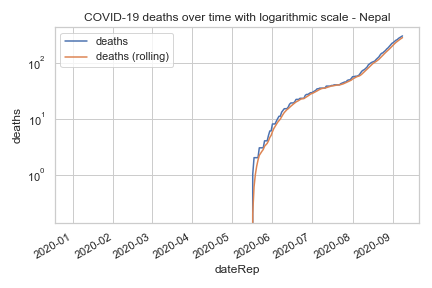 COVID-19 deaths over time with logarithmic scale - Nepal
deaths
deaths (rolling)
10²
10¹
10⁰
deaths
2020-01
2020-02
2020-03
2020-04
2020-05
2020-06
2020-07
2020-08
2020-09
dateRep